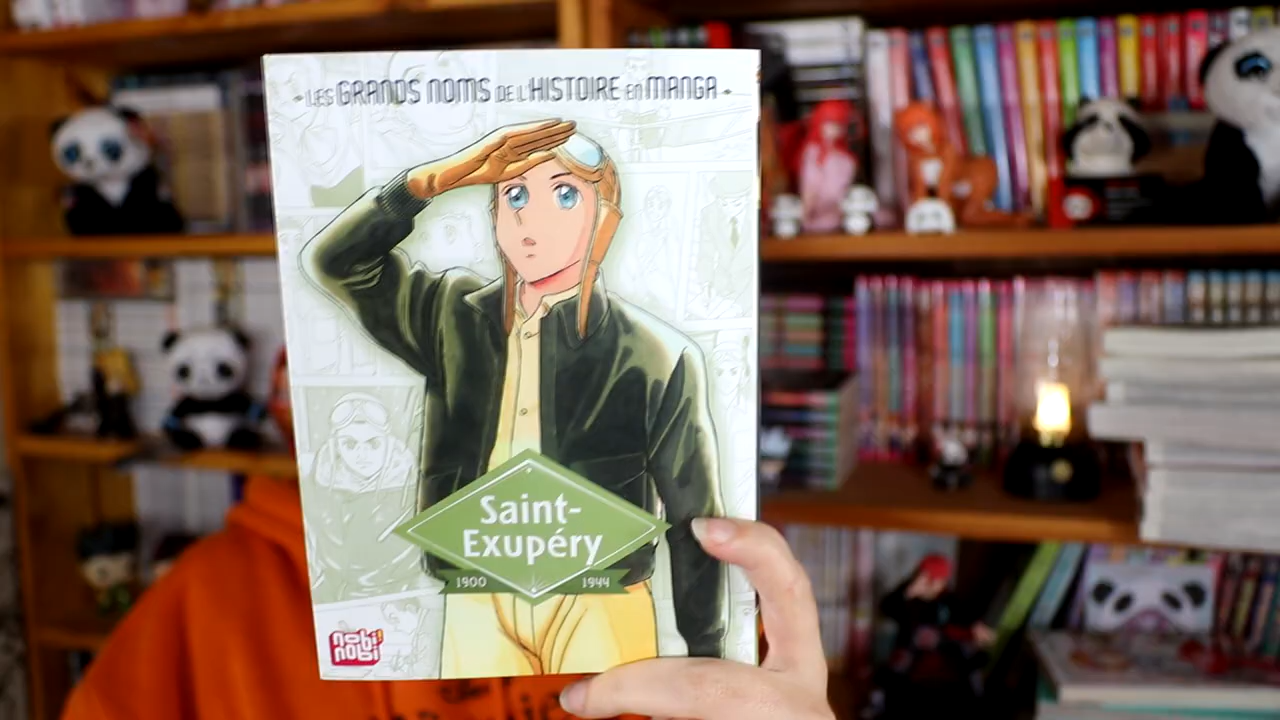 LES GRANDS NOMS DE L'HISTOIRE EN MANGA
Saint-
Exupéry
1900 1944
nobi
nobi!